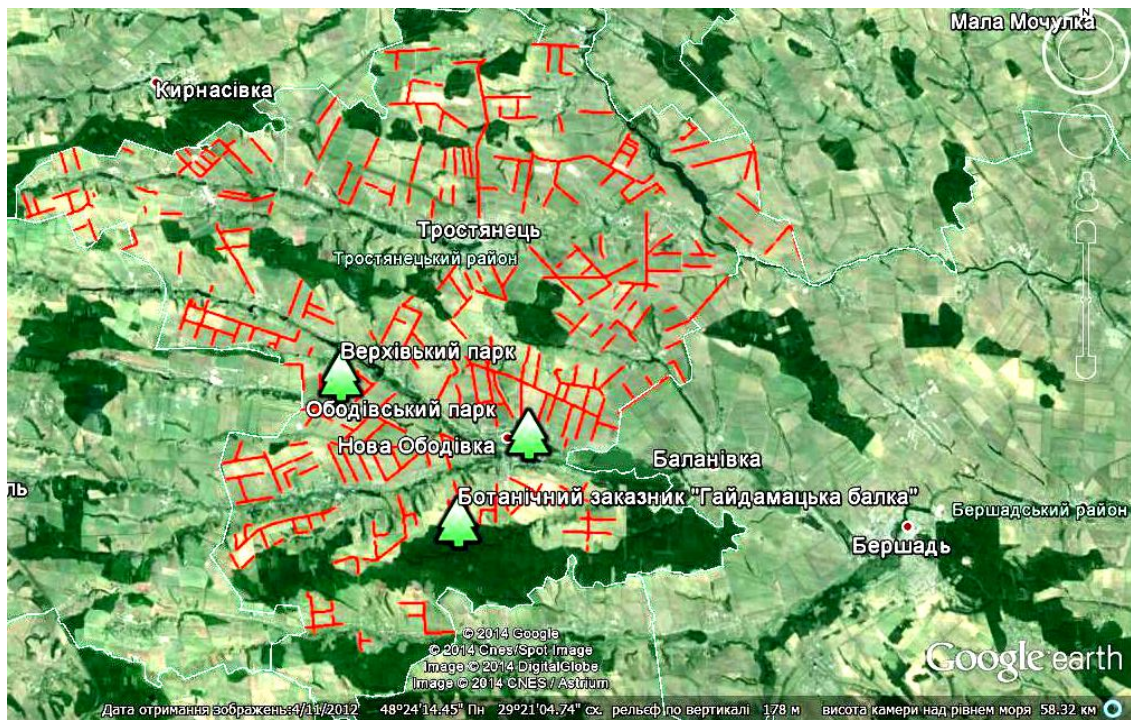 Мала Мочулка
N
Кирнасівка
Тростянець
Тростянецький район
Верхівький парк
Ободівський парк
Нова Ободівка
Баланівка
ль
Ботанічний заказник "Гайдамацька балка"
Бершадський район
Бершадь
© 2014 Google
© 2014 Cnes/Spot Image
Image © 2014 DigitalGlobe
Image © 2014 CNES / Astrium
Google earth
Дата отримання зображень:4/11/2012 48°24'14.45" Пн 29°21'04.74" сх. рельєф по вертикалі 178 м висота камери над рівнем моря 58.32 км